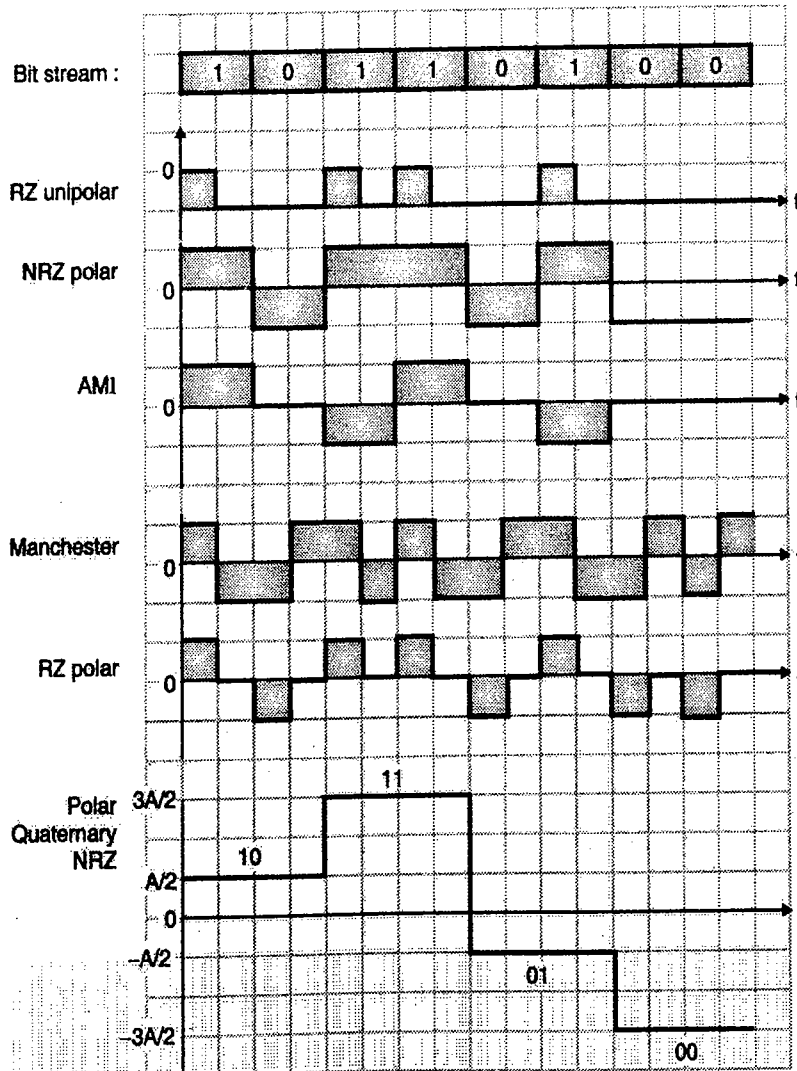 Bit stream : 1 0 1 1 0 1 0 0
0
RZ unipolar t
NRZ polar
0 t
AMI
0 t
Manchester
0
RZ polar
0
11
Polar 3A/2
Quaternary
NRZ 10
A/2
0
–A/2
01
–3A/2
00